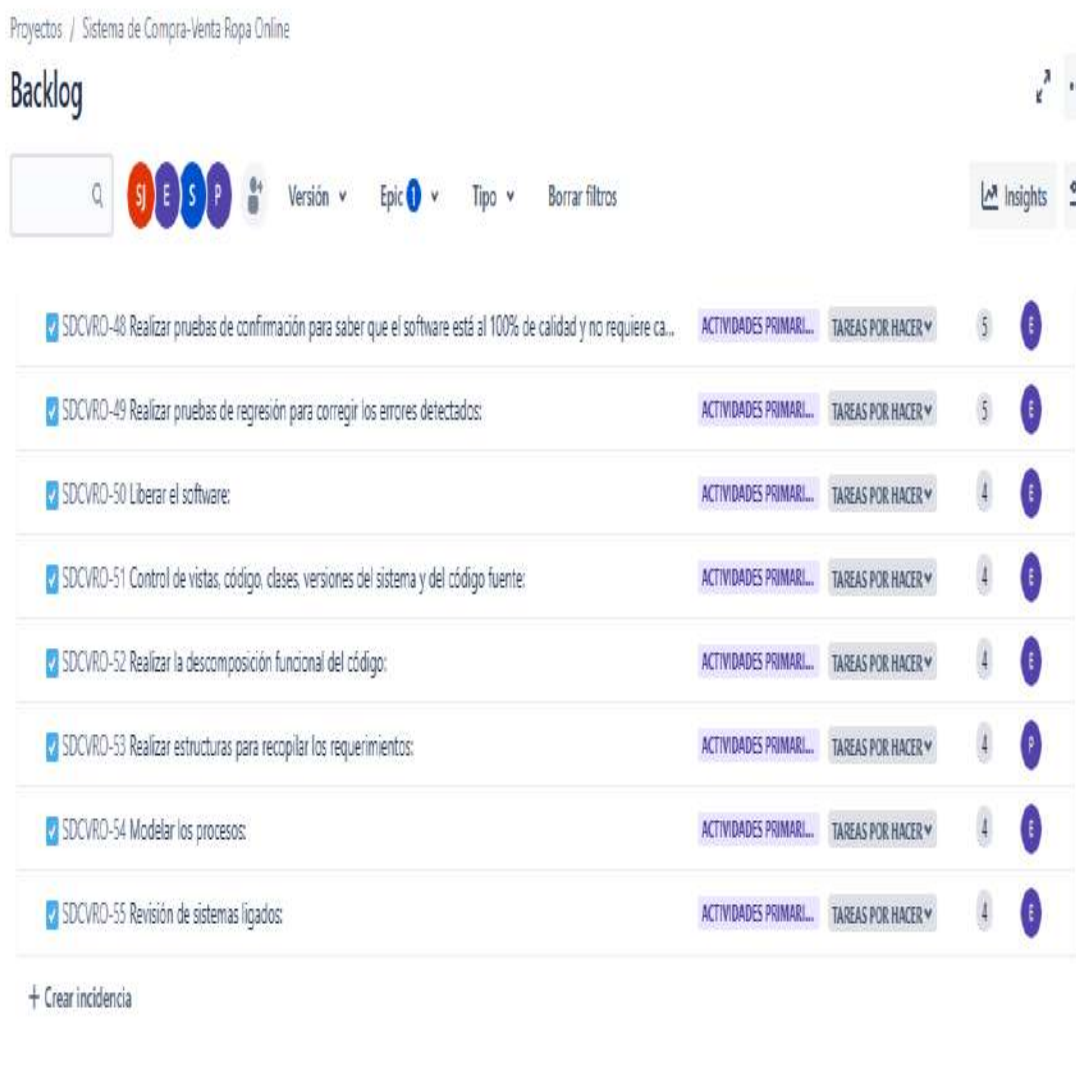 Proyectos / Sistema de Compra-Venta Ropa Online
Backlog
SJ E S P Versión Epic 1 Tipo Borrar filtros Insights
SDCVRO-48 Realizar pruebas de confirmación para saber que el software está al 100% de calidad y no requiere ca... ACTIVIDADES PRIMARI... TAREAS POR HACER 5 E
SDCVRO-49 Realizar pruebas de regresión para corregir los errores detectados: ACTIVIDADES PRIMARI... TAREAS POR HACER 5 E
SDCVRO-50 Liberar el software: ACTIVIDADES PRIMARI... TAREAS POR HACER 4 E
SDCVRO-51 Control de vistas, código, clases, versiones del sistema y del código fuente: ACTIVIDADES PRIMARI... TAREAS POR HACER 4 E
SDCVRO-52 Realizar la descomposición funcional del código: ACTIVIDADES PRIMARI... TAREAS POR HACER 4 E
SDCVRO-53 Realizar estructuras para recopilar los requerimientos: ACTIVIDADES PRIMARI... TAREAS POR HACER 4 P
SDCVRO-54 Modelar los procesos: ACTIVIDADES PRIMARI... TAREAS POR HACER 4 E
SDCVRO-55 Revisión de sistemas ligados: ACTIVIDADES PRIMARI... TAREAS POR HACER 4 E
+ Crear incidencia